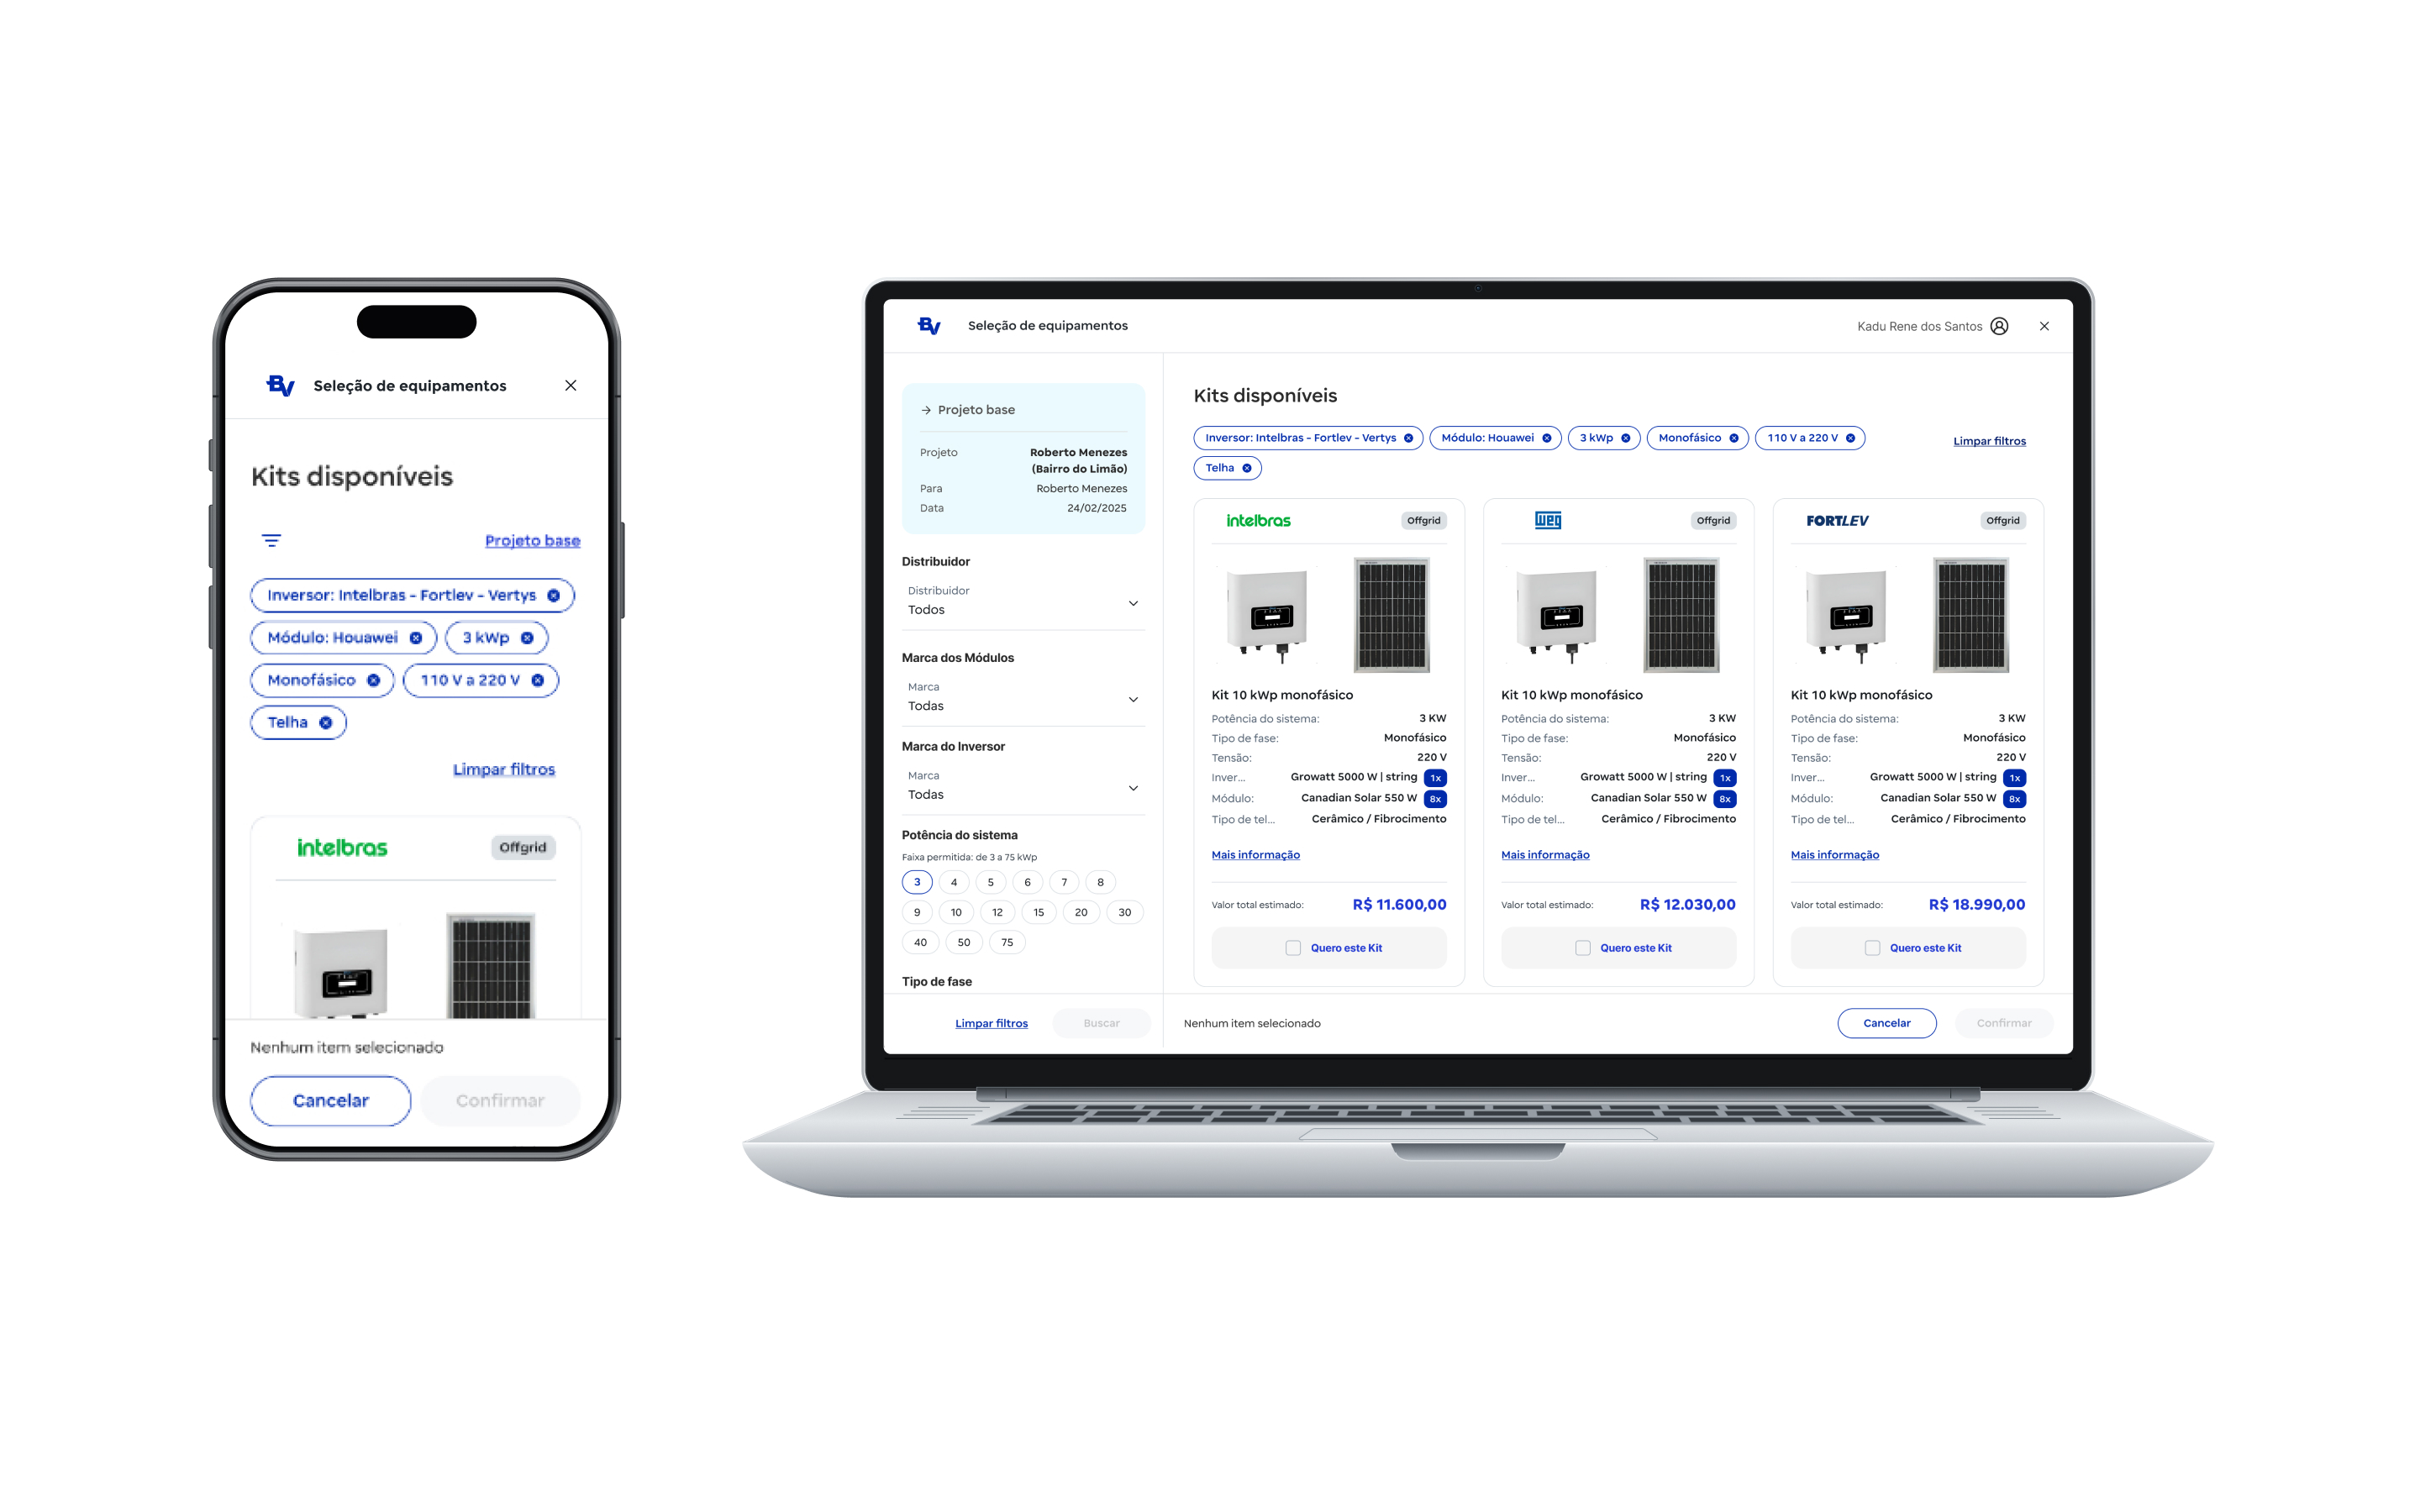 BV Seleção de equipamentos
Kits disponíveis
Projeto base
Inversor: Intelbras - Fortlev - Vertys
Módulo: Houawei 3 kWp
Monofásico 110 V a 220 V
Telha
Limpar filtros
intelbras Offgrid
Nenhum item selecionado
Cancelar Confirmar
BV Seleção de equipamentos Kadu Rene dos Santos
Projeto base
Projeto Roberto Menezes
(Bairro do Limão)
Para Roberto Menezes
Data 24/02/2025
Distribuidor
Distribuidor
Todos
Marca dos Módulos
Marca
Todas
Marca do Inversor
Marca
Todas
Potência do sistema
Faixa permitida: de 3 a 75 kWp
3 4 5 6 7 8
9 10 12 15 20 30
40 50 75
Tipo de fase
Limpar filtros Buscar
Kits disponíveis
Inversor: Intelbras - Fortlev - Vertys Módulo: Houawei 3 kWp Monofásico 110 V a 220 V Limpar filtros
Telha
intelbras Offgrid
Kit 10 kWp monofásico
Potência do sistema: 3 KW
Tipo de fase: Monofásico
Tensão: 220 V
Inver... Growatt 5000 W | string 1x
Módulo: Canadian Solar 550 W 8x
Tipo de tel... Cerâmico / Fibrocimento
Mais informação
Valor total estimado: R$ 11.600,00
Quero este Kit
weg Offgrid
Kit 10 kWp monofásico
Potência do sistema: 3 KW
Tipo de fase: Monofásico
Tensão: 220 V
Inver... Growatt 5000 W | string 1x
Módulo: Canadian Solar 550 W 8x
Tipo de tel... Cerâmico / Fibrocimento
Mais informação
Valor total estimado: R$ 12.030,00
Quero este Kit
FORTLEV Offgrid
Kit 10 kWp monofásico
Potência do sistema: 3 KW
Tipo de fase: Monofásico
Tensão: 220 V
Inver... Growatt 5000 W | string 1x
Módulo: Canadian Solar 550 W 8x
Tipo de tel... Cerâmico / Fibrocimento
Mais informação
Valor total estimado: R$ 18.990,00
Quero este Kit
Nenhum item selecionado Cancelar Confirmar